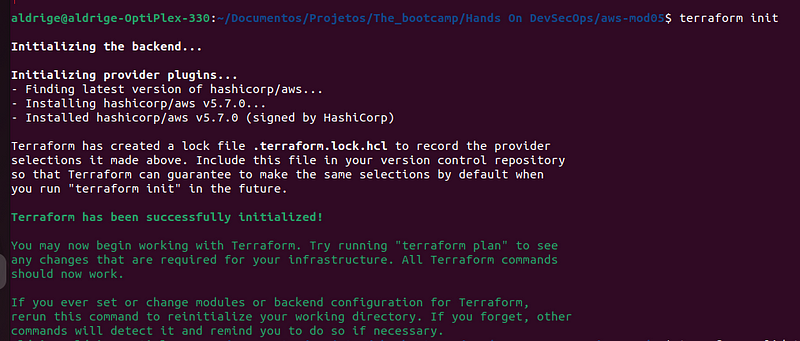 aldrige@aldrige-OptiPlex-330:~/Documentos/Projetos/The_bootcamp/Hands On DevSecOps/aws-mod05$ terraform init
Initializing the backend...
Initializing provider plugins...
- Finding latest version of hashicorp/aws...
- Installing hashicorp/aws v5.7.0...
- Installed hashicorp/aws v5.7.0 (signed by HashiCorp)
Terraform has created a lock file .terraform.lock.hcl to record the provider
selections it made above. Include this file in your version control repository
so that Terraform can guarantee to make the same selections by default when
you run "terraform init" in the future.
Terraform has been successfully initialized!
You may now begin working with Terraform. Try running "terraform plan" to see
any changes that are required for your infrastructure. All Terraform commands
should now work.
If you ever set or change modules or backend configuration for Terraform,
rerun this command to reinitialize your working directory. If you forget, other
commands will detect it and remind you to do so if necessary.